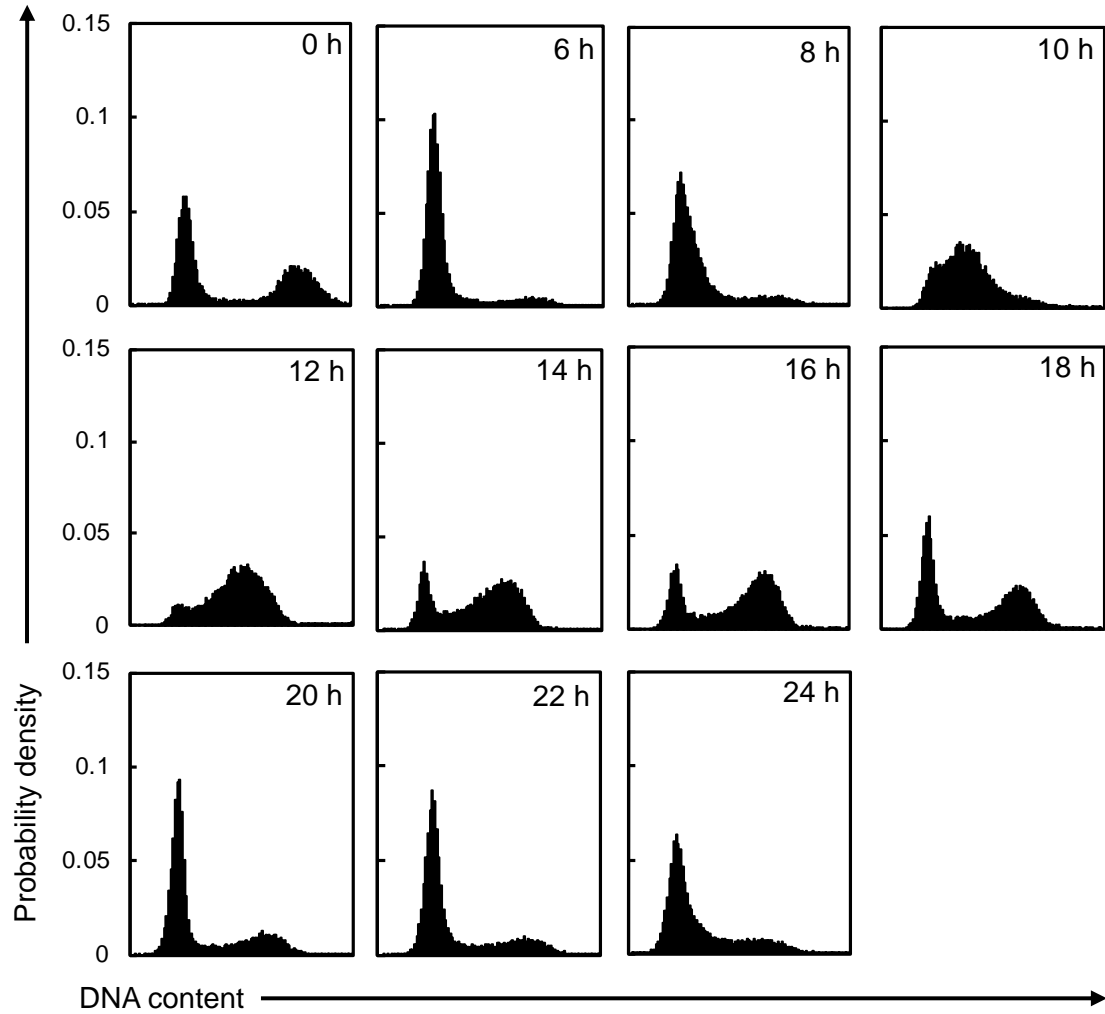 0.15
0 h
6 h
8 h
10 h
0.1
0.05
0
0.15
12 h
14 h
16 h
18 h
0.1
0.05
0
0.15
20 h
22 h
24 h
0.1
0.05
0
Probability density
DNA content